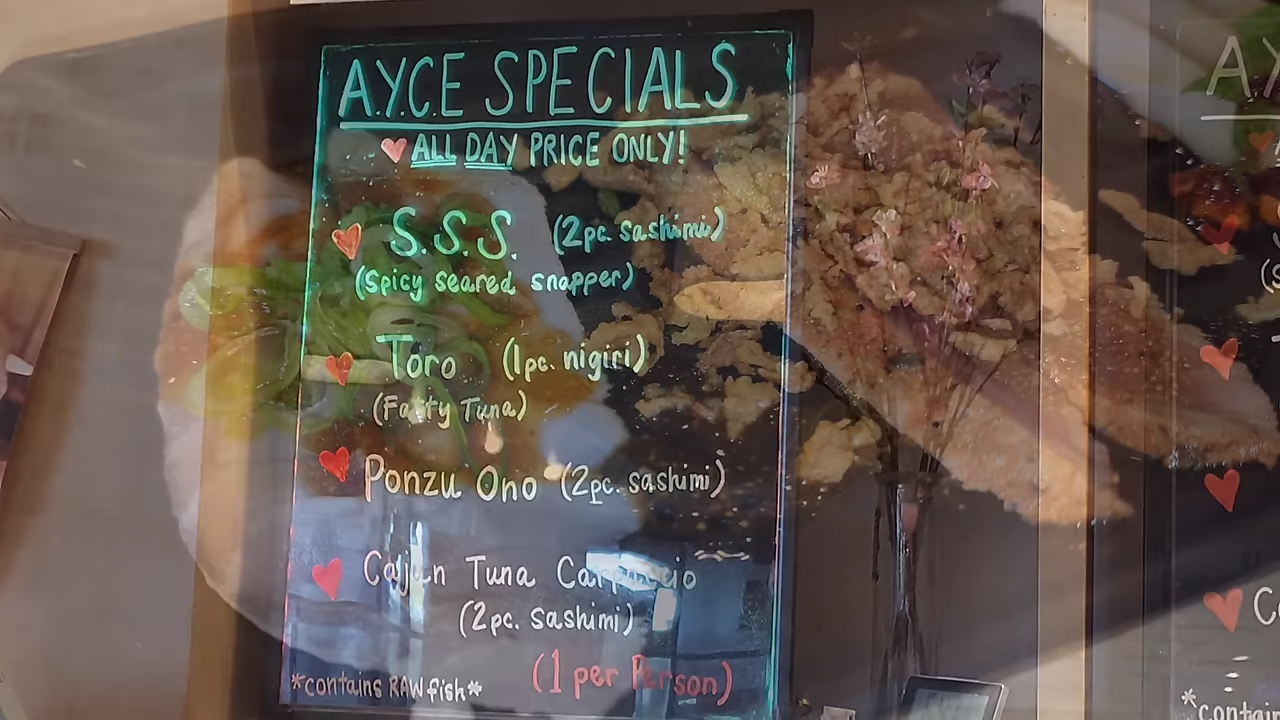 A.Y.C.E SPECIALS
ALL DAY PRICE ONLY!
S.S.S. (2pc. sashimi)
(spicy seared snapper)
Toro (1pc. nigiri)
(Fatty Tuna)
Ponzu Ono (2pc. sashimi)
Cajun Tuna Carpaccio
(2pc. sashimi)
(1 per Person)
*contains RAW fish*